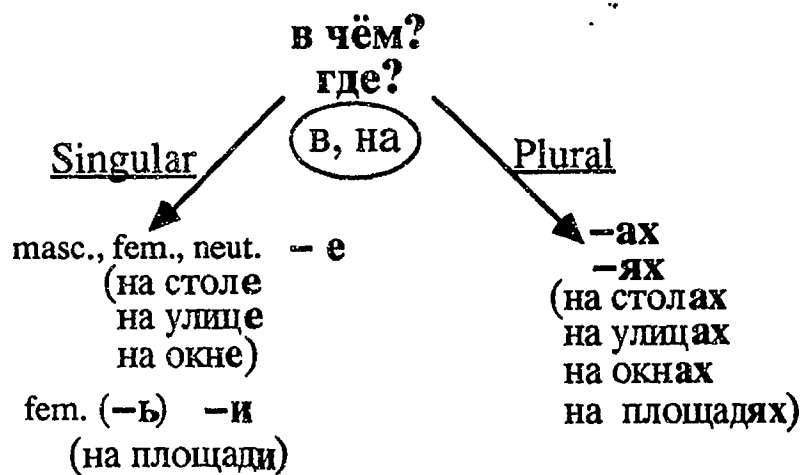 в чём?
где?
в, на
Singular
Plural
masc., fem., neut. – е
(на столе
на улице
на окне)
fem. (–ь) –и
(на площади)
–ах
–ях
(на столах
на улицах
на окнах
на площадях)